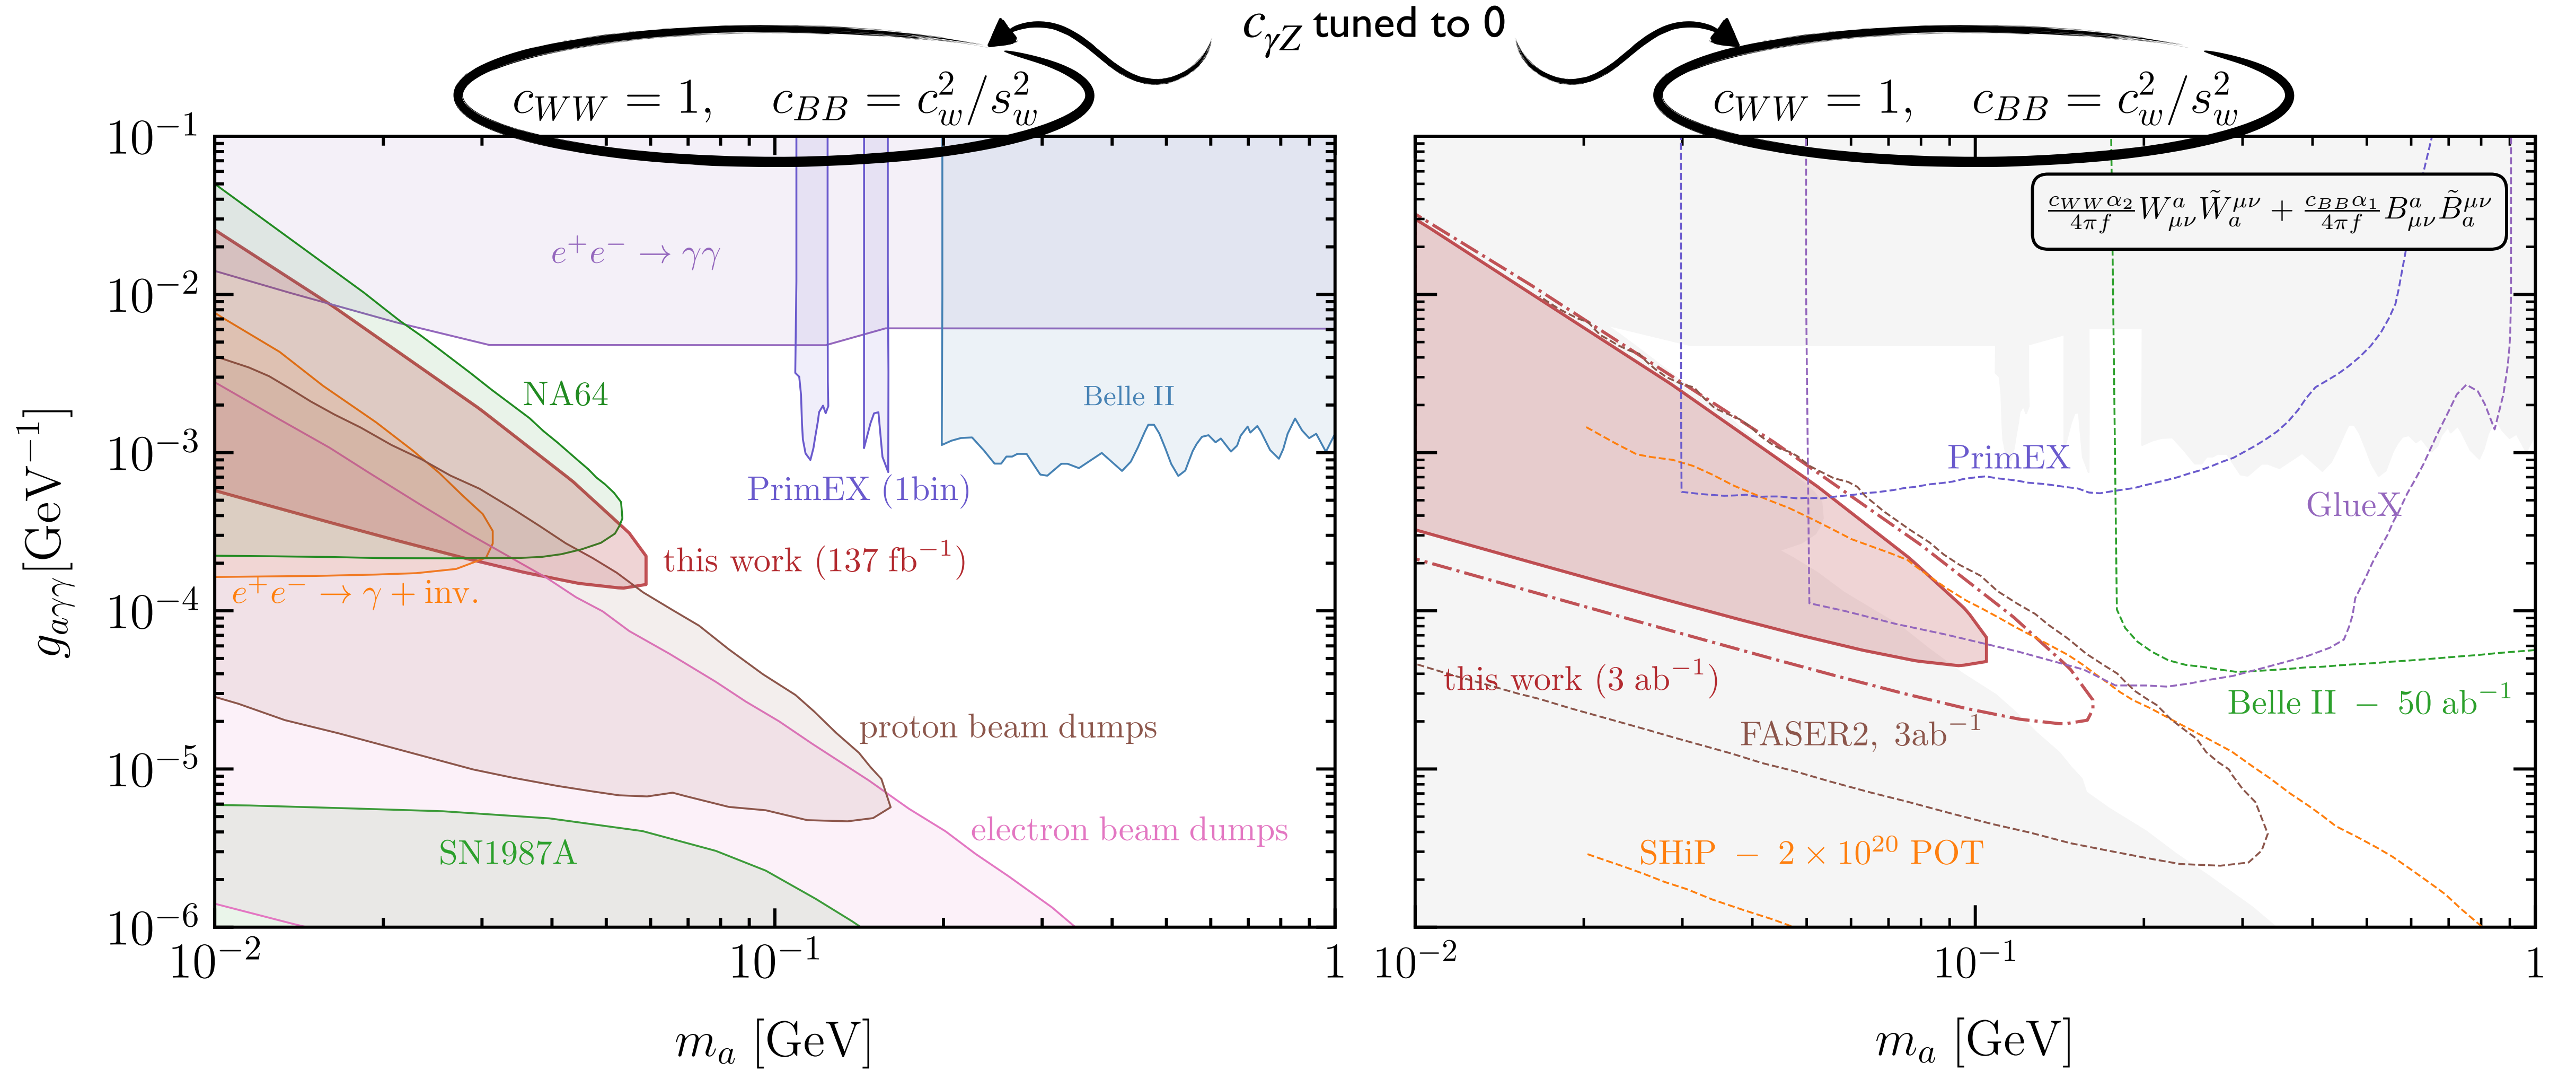 c_{γZ} tuned to 0
c_{WW} = 1, c_{BB} = c_w^2/s_w^2
c_{WW} = 1, c_{BB} = c_w^2/s_w^2
10^{-1}
10^{-2}
10^{-3}
10^{-4}
10^{-5}
10^{-6}
g_{aγγ}[GeV^{-1}]
e^+e^- → γγ
NA64
Belle II
PrimEX (1bin)
this work (137 fb^{-1})
e^+e^- → γ + inv.
proton beam dumps
electron beam dumps
SN1987A
10^{-2}
10^{-1}
1
m_a [GeV]
\frac{c_{WW}α_2}{4πf} W^a_{μν} \tilde{W}^{μν}_a + \frac{c_{BB}α_1}{4πf} B^a_{μν} \tilde{B}^{μν}_a
PrimEX
GlueX
this work (3 ab^{-1})
Belle II − 50 ab^{-1}
FASER2, 3ab^{-1}
SHiP − 2 × 10^{20} POT
10^{-2}
10^{-1}
1
m_a [GeV]